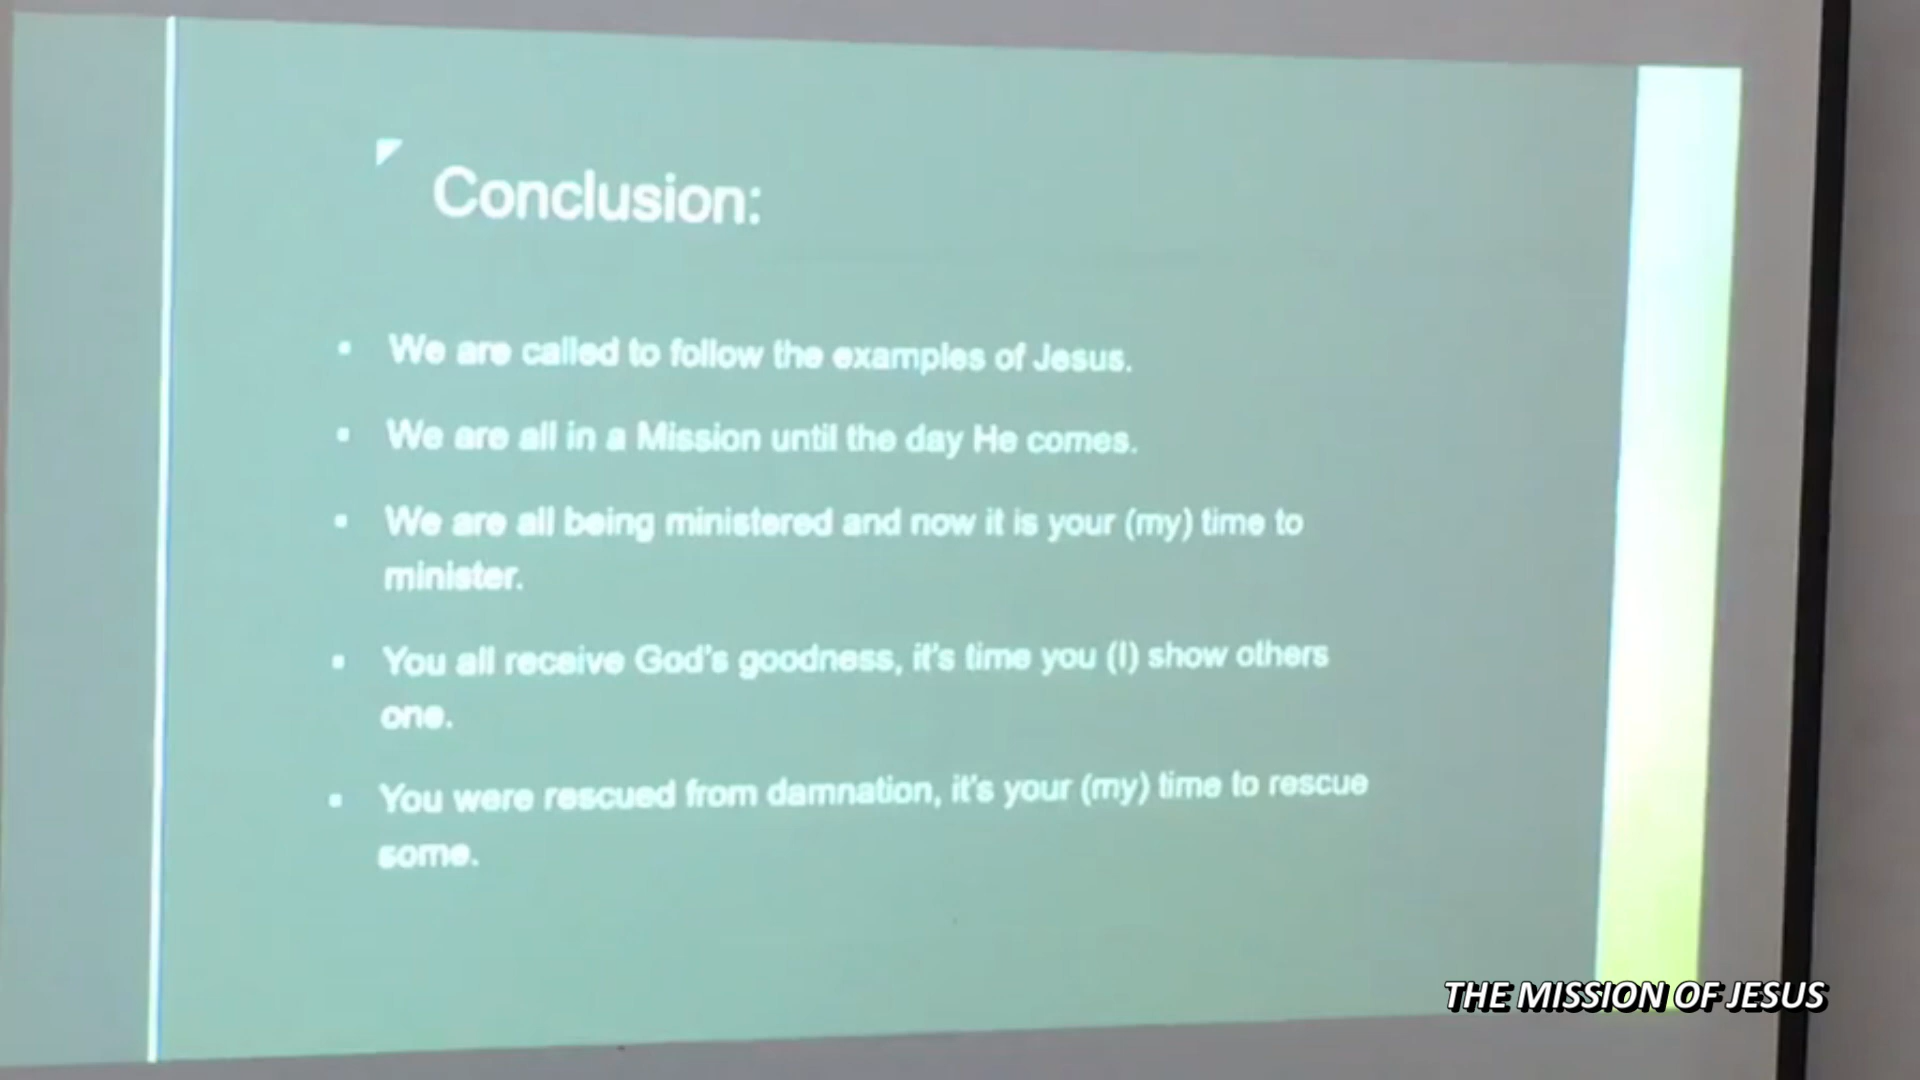 Conclusion:
▪ We are called to follow the examples of Jesus.
▪ We are all in a Mission until the day He comes.
▪ We are all being ministered and now it is your (my) time to
minister.
▪ You all receive God's goodness, it's time you (I) show others
one.
▪ You were rescued from damnation, it's your (my) time to rescue
some.
THE MISSION OF JESUS